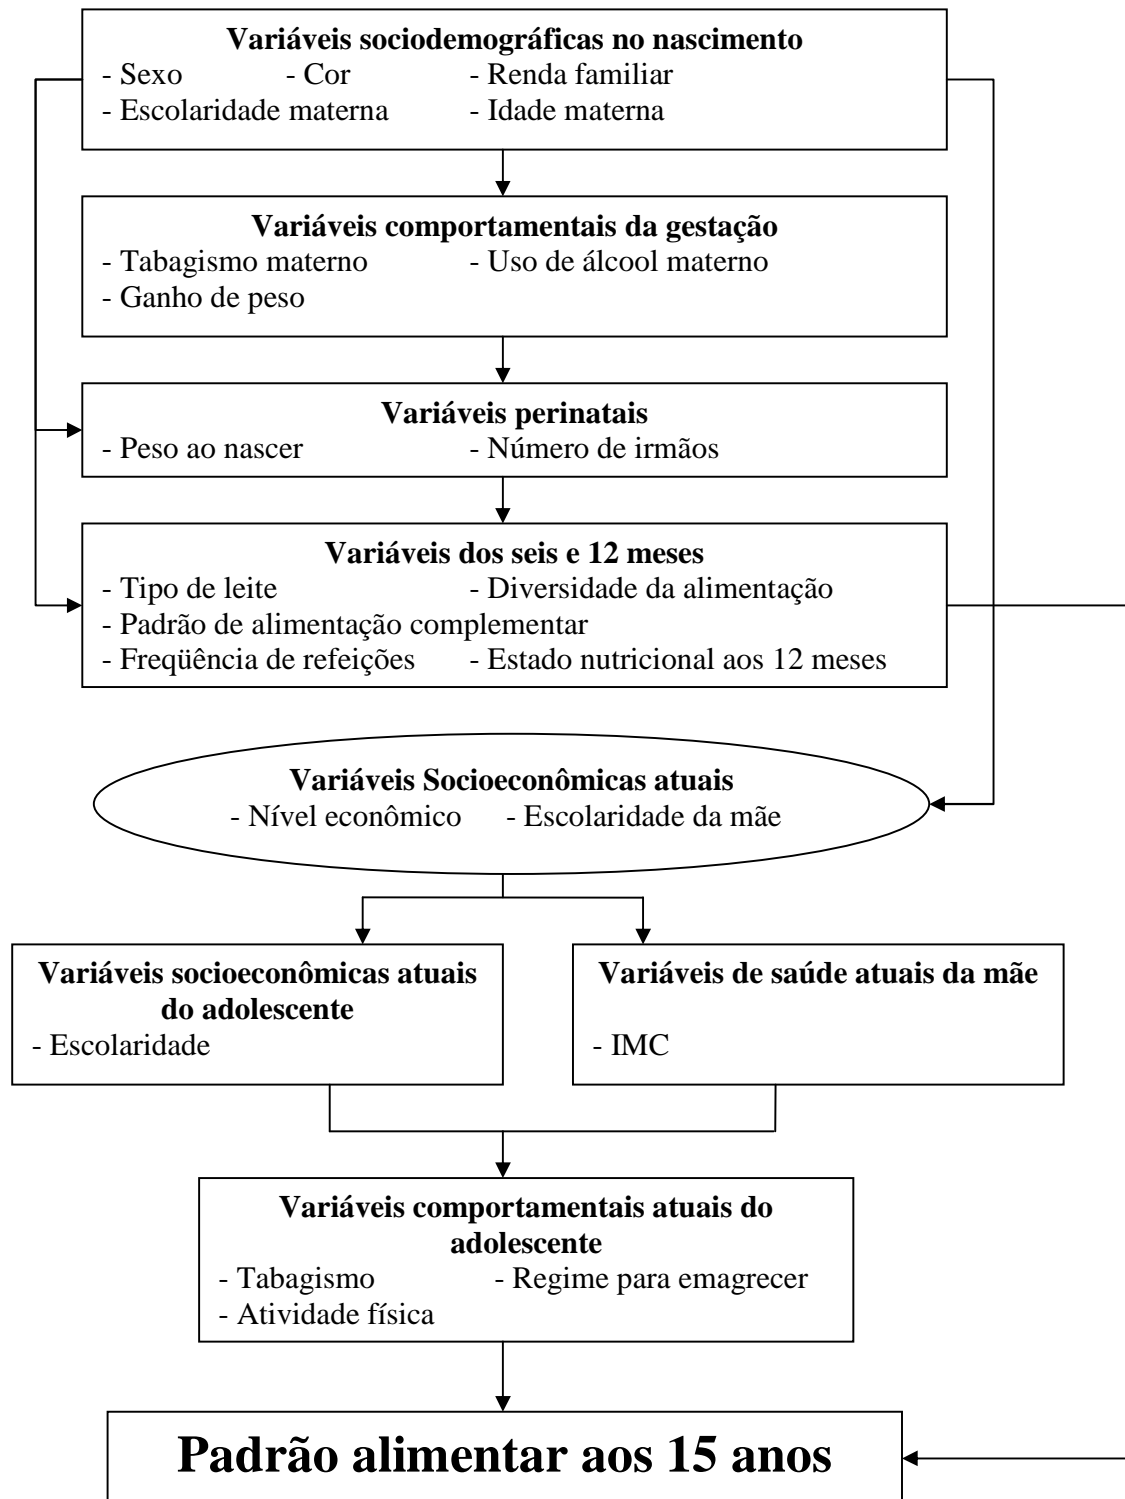 Variáveis sociodemográficas no nascimento
- Sexo - Cor - Renda familiar
- Escolaridade materna - Idade materna
Variáveis comportamentais da gestação
- Tabagismo materno - Uso de álcool materno
- Ganho de peso
Variáveis perinatais
- Peso ao nascer - Número de irmãos
Variáveis dos seis e 12 meses
- Tipo de leite - Diversidade da alimentação
- Padrão de alimentação complementar
- Freqüência de refeições - Estado nutricional aos 12 meses
Variáveis Socioeconômicas atuais
- Nível econômico - Escolaridade da mãe
Variáveis socioeconômicas atuais
do adolescente
- Escolaridade
Variáveis de saúde atuais da mãe
- IMC
Variáveis comportamentais atuais do
adolescente
- Tabagismo - Regime para emagrecer
- Atividade física
Padrão alimentar aos 15 anos